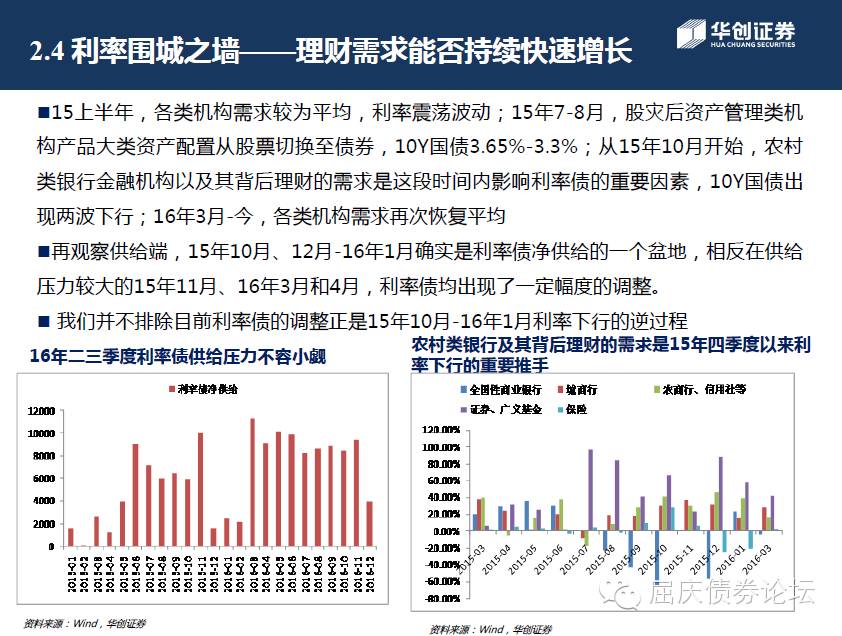 2.4 利率围城之墙——理财需求能否持续快速增长
华创证券
HUA CHUANG SECURITIES
■15上半年，各类机构需求较为平均，利率震荡波动；15年7-8月，股灾后资产管理类机
构产品大类资产配置从股票切换至债券，10Y国债3.65%-3.3%；从15年10月开始，农村
类银行金融机构以及其背后理财的需求是这段时间内影响利率债的重要因素，10Y国债出
现两波下行；16年3月-今，各类机构需求再次恢复平均
■再观察供给端，15年10月、12月-16年1月确实是利率债净供给的一个盆地，相反在供给
压力较大的15年11月、16年3月和4月，利率债均出现了一定幅度的调整。
■ 我们并不排除目前利率债的调整正是15年10月-16年1月利率下行的逆过程
16年二三季度利率债供给压力不容小觑
农村类银行及其背后理财的需求是15年四季度以来利
率下行的重要推手
利率债净供给
12000
10000
8000
6000
4000
2000
0
2015-01
2015-02
2015-03
2015-04
2015-05
2015-06
2015-07
2015-08
2015-09
2015-10
2015-11
2015-12
2016-01
2016-02
2016-03
2016-04
2016-05
2016-06
2016-07
2016-08
2016-09
2016-10
2016-11
2016-12
全国性商业银行 城商行 农商行、信用社等
证券、广义基金 保险
120.00%
100.00%
80.00%
60.00%
40.00%
20.00%
0.00%
-20.00%
-40.00%
-60.00%
-80.00%
2015-03
2015-04
2015-05
2015-06
2015-07
2015-08
2015-09
2015-10
2015-11
2015-12
2016-01
2016-03
屈庆债券论坛
资料来源：Wind，华创证券
资料来源：Wind，华创证券